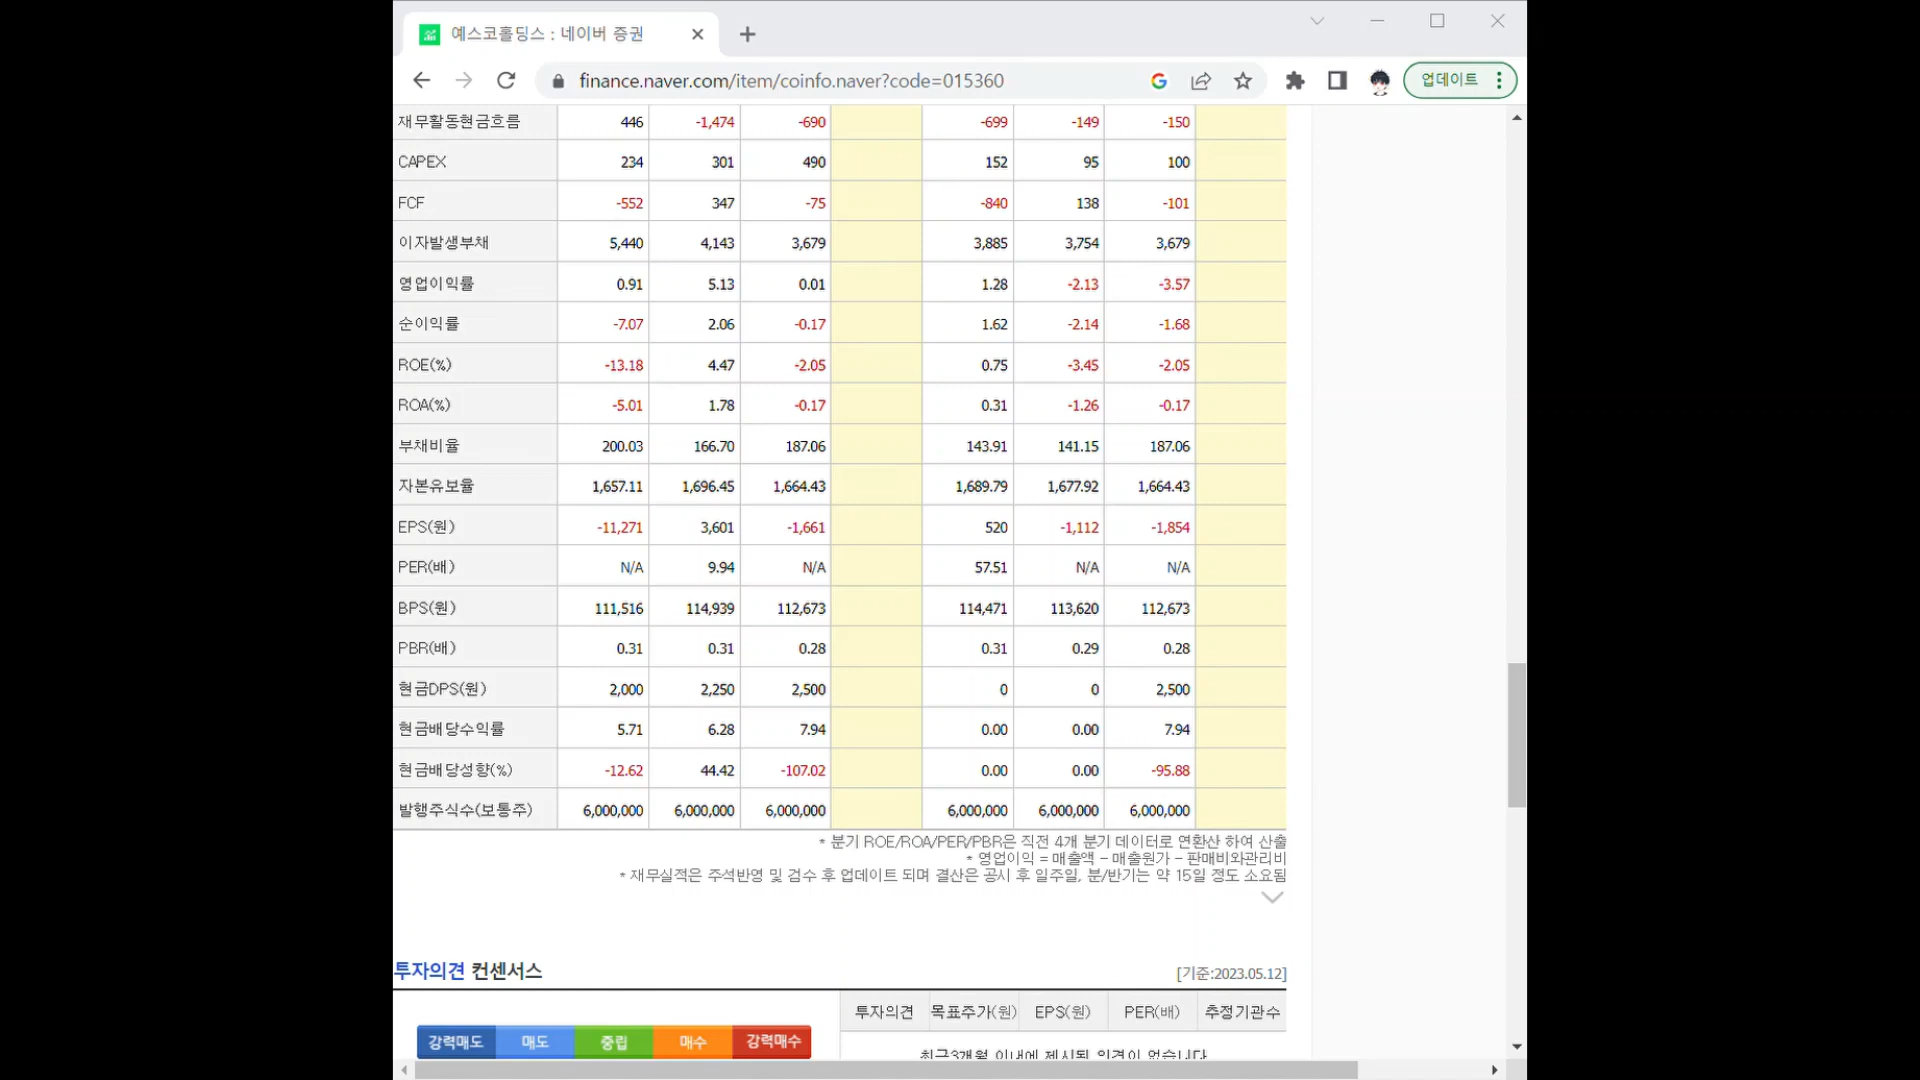 예스코홀딩스 : 네이버 증권
finance.naver.com/item/coinfo.naver?code=015360
업데이트
재무활동현금흐름 446 -1,474 -690 -699 -149 -150
CAPEX 234 301 490 152 95 100
FCF -552 347 -75 -840 138 -101
이자발생부채 5,440 4,143 3,679 3,885 3,754 3,679
영업이익률 0.91 5.13 0.01 1.28 -2.13 -3.57
순이익률 -7.07 2.06 -0.17 1.62 -2.14 -1.68
ROE(%) -13.18 4.47 -2.05 0.75 -3.45 -2.05
ROA(%) -5.01 1.78 -0.17 0.31 -1.26 -0.17
부채비율 200.03 166.70 187.06 143.91 141.15 187.06
자본유보율 1,657.11 1,696.45 1,664.43 1,689.79 1,677.92 1,664.43
EPS(원) -11,271 3,601 -1,661 520 -1,112 -1,854
PER(배) N/A 9.94 N/A 57.51 N/A N/A
BPS(원) 111,516 114,939 112,673 114,471 113,620 112,673
PBR(배) 0.31 0.31 0.28 0.31 0.29 0.28
현금DPS(원) 2,000 2,250 2,500 0 0 2,500
현금배당수익률 5.71 6.28 7.94 0.00 0.00 7.94
현금배당성향(%) -12.62 44.42 -107.02 0.00 0.00 -95.88
발행주식수(보통주) 6,000,000 6,000,000 6,000,000 6,000,000 6,000,000 6,000,000
* 분기 ROE/ROA/PER/PBR은 직전 4개 분기 데이터로 연환산 하여 산출
* 영업이익 = 매출액 - 매출원가 - 판매비와관리비
* 재무실적은 주석반영 및 검수 후 업데이트 되며 결산은 공시 후 일주일, 분/반기는 약 15일 정도 소요됨
투자의견 컨센서스 [기준:2023.05.12]
투자의견 목표주가(원) EPS(원) PER(배) 추정기관수
강력매도 매도 중립 매수 강력매수
최근3개월 이내에 제시된 의견이 없습니다